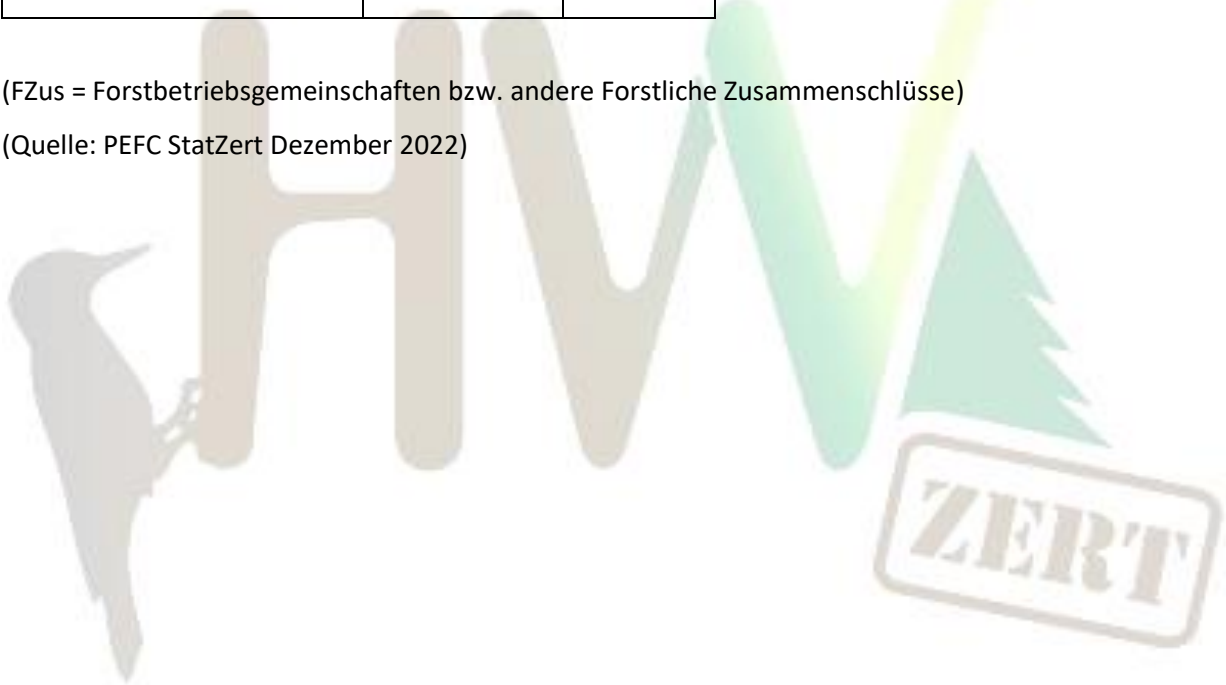 (FZus = Forstbetriebsgemeinschaften bzw. andere Forstliche Zusammenschlüsse)
(Quelle: PEFC StatZert Dezember 2022)
HW
ZERT